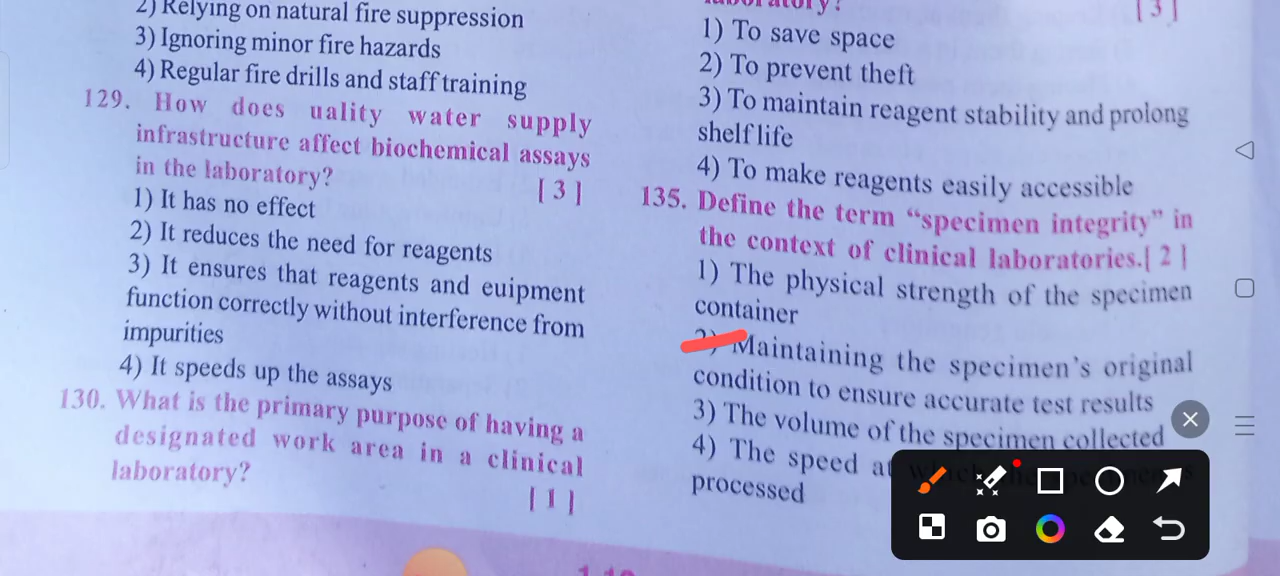 2) Relying on natural fire suppression
3) Ignoring minor fire hazards
4) Regular fire drills and staff training
129. How does uality water supply
infrastructure affect biochemical assays
in the laboratory? [ 3 ]
1) It has no effect
2) It reduces the need for reagents
3) It ensures that reagents and euipment
function correctly without interference from
impurities
4) It speeds up the assays
130. What is the primary purpose of having a
designated work area in a clinical
laboratory?
[ 1 ]
laboratory? [ 3 ]
1) To save space
2) To prevent theft
3) To maintain reagent stability and prolong
shelf life
4) To make reagents easily accessible
135. Define the term “specimen integrity” in
the context of clinical laboratories.[ 2 ]
1) The physical strength of the specimen
container
2) Maintaining the specimen’s original
condition to ensure accurate test results
3) The volume of the specimen collected
4) The speed at which the specimen is
processed